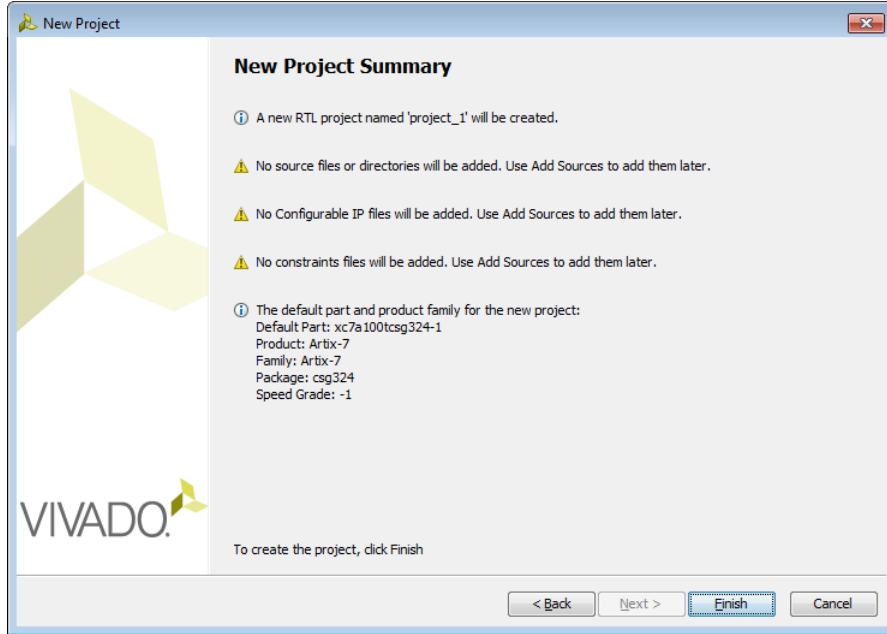 New Project
New Project Summary
A new RTL project named 'project_1' will be created.
No source files or directories will be added. Use Add Sources to add them later.
No Configurable IP files will be added. Use Add Sources to add them later.
No constraints files will be added. Use Add Sources to add them later.
The default part and product family for the new project:
Default Part: xc7a100tcsg324-1
Product: Artix-7
Family: Artix-7
Package: csg324
Speed Grade: -1
VIVADO.
To create the project, click Finish
< Back Next > Finish Cancel